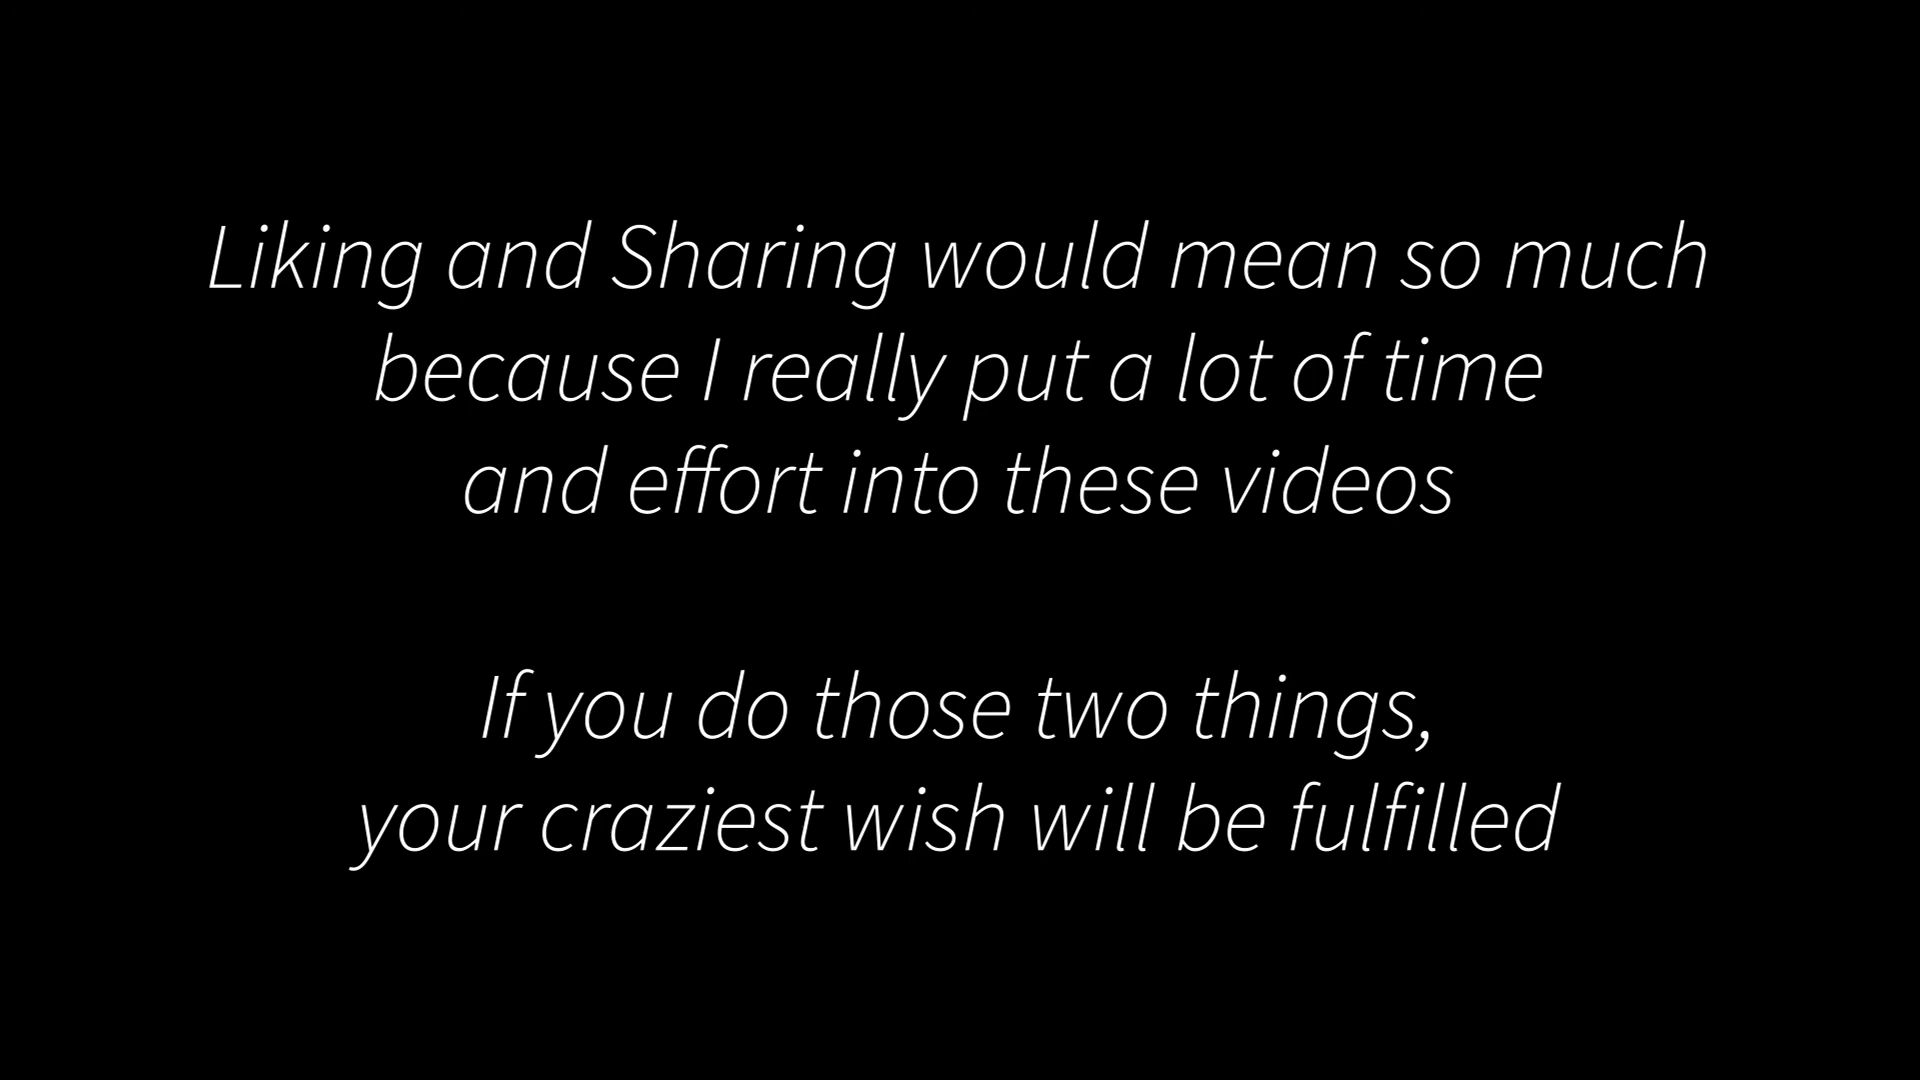 Liking and Sharing would mean so much
because I really put a lot of time
and effort into these videos
If you do those two things,
your craziest wish will be fulfilled